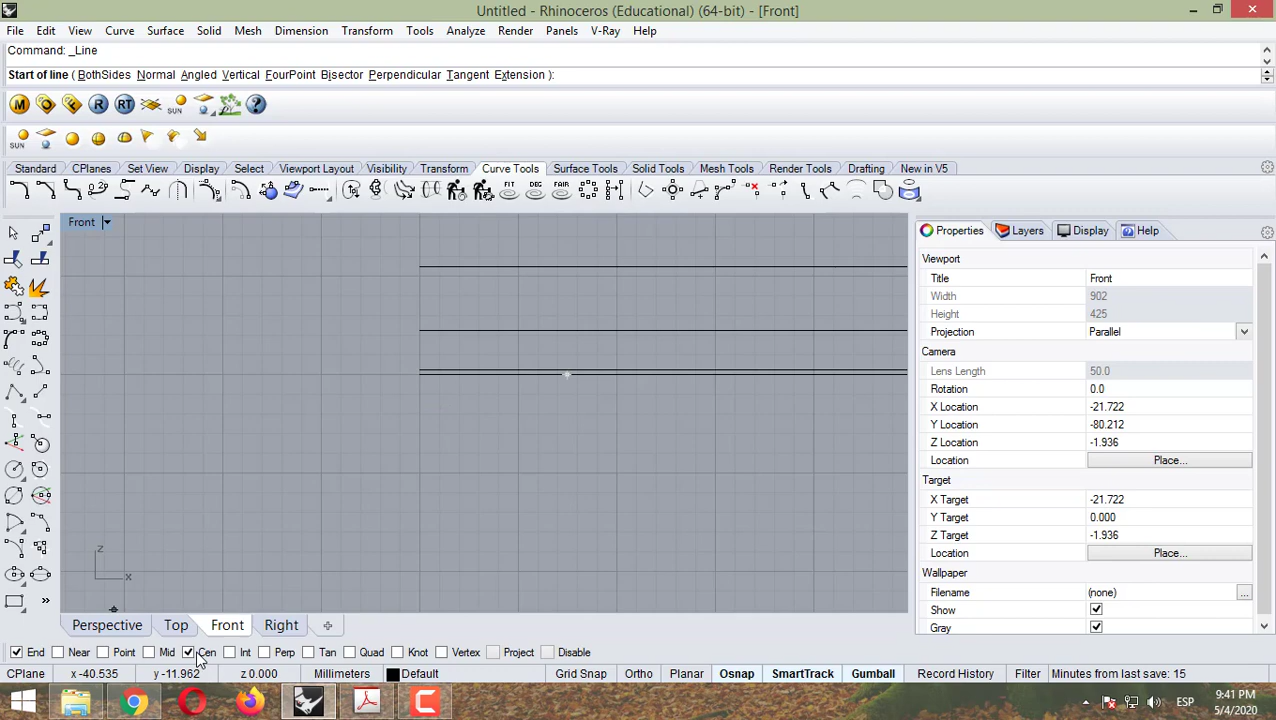 Untitled - Rhinoceros (Educational) (64-bit) - [Front]
File Edit View Curve Surface Solid Mesh Dimension Transform Tools Analyze Render Panels V-Ray Help
Command: _Line
Start of line ( BothSides Normal Angled Vertical FourPoint Bisector Perpendicular Tangent Extension ):
M O F R RT SUN ?
SUN
Standard CPlanes Set View Display Select Viewport Layout Visibility Transform Curve Tools Surface Tools Solid Tools Mesh Tools Render Tools Drafting New in V5
FIT DEG FAIR
Front
Properties Layers Display Help
Viewport
Title Front
Width 902
Height 425
Projection Parallel
Camera
Lens Length 50.0
Rotation 0.0
X Location -21.722
Y Location -80.212
Z Location -1.936
Location Place...
Target
X Target -21.722
Y Target 0.000
Z Target -1.936
Location Place...
Wallpaper
Filename (none) ...
Show
Gray
z
x
Perspective Top Front Right
End Near Point Mid Cen Int Perp Tan Quad Knot Vertex Project Disable
CPlane x -40.535 y -11.962 z 0.000 Millimeters Default Grid Snap Ortho Planar Osnap SmartTrack Gumball Record History Filter Minutes from last save: 15
ESP
9:41 PM
5/4/2020